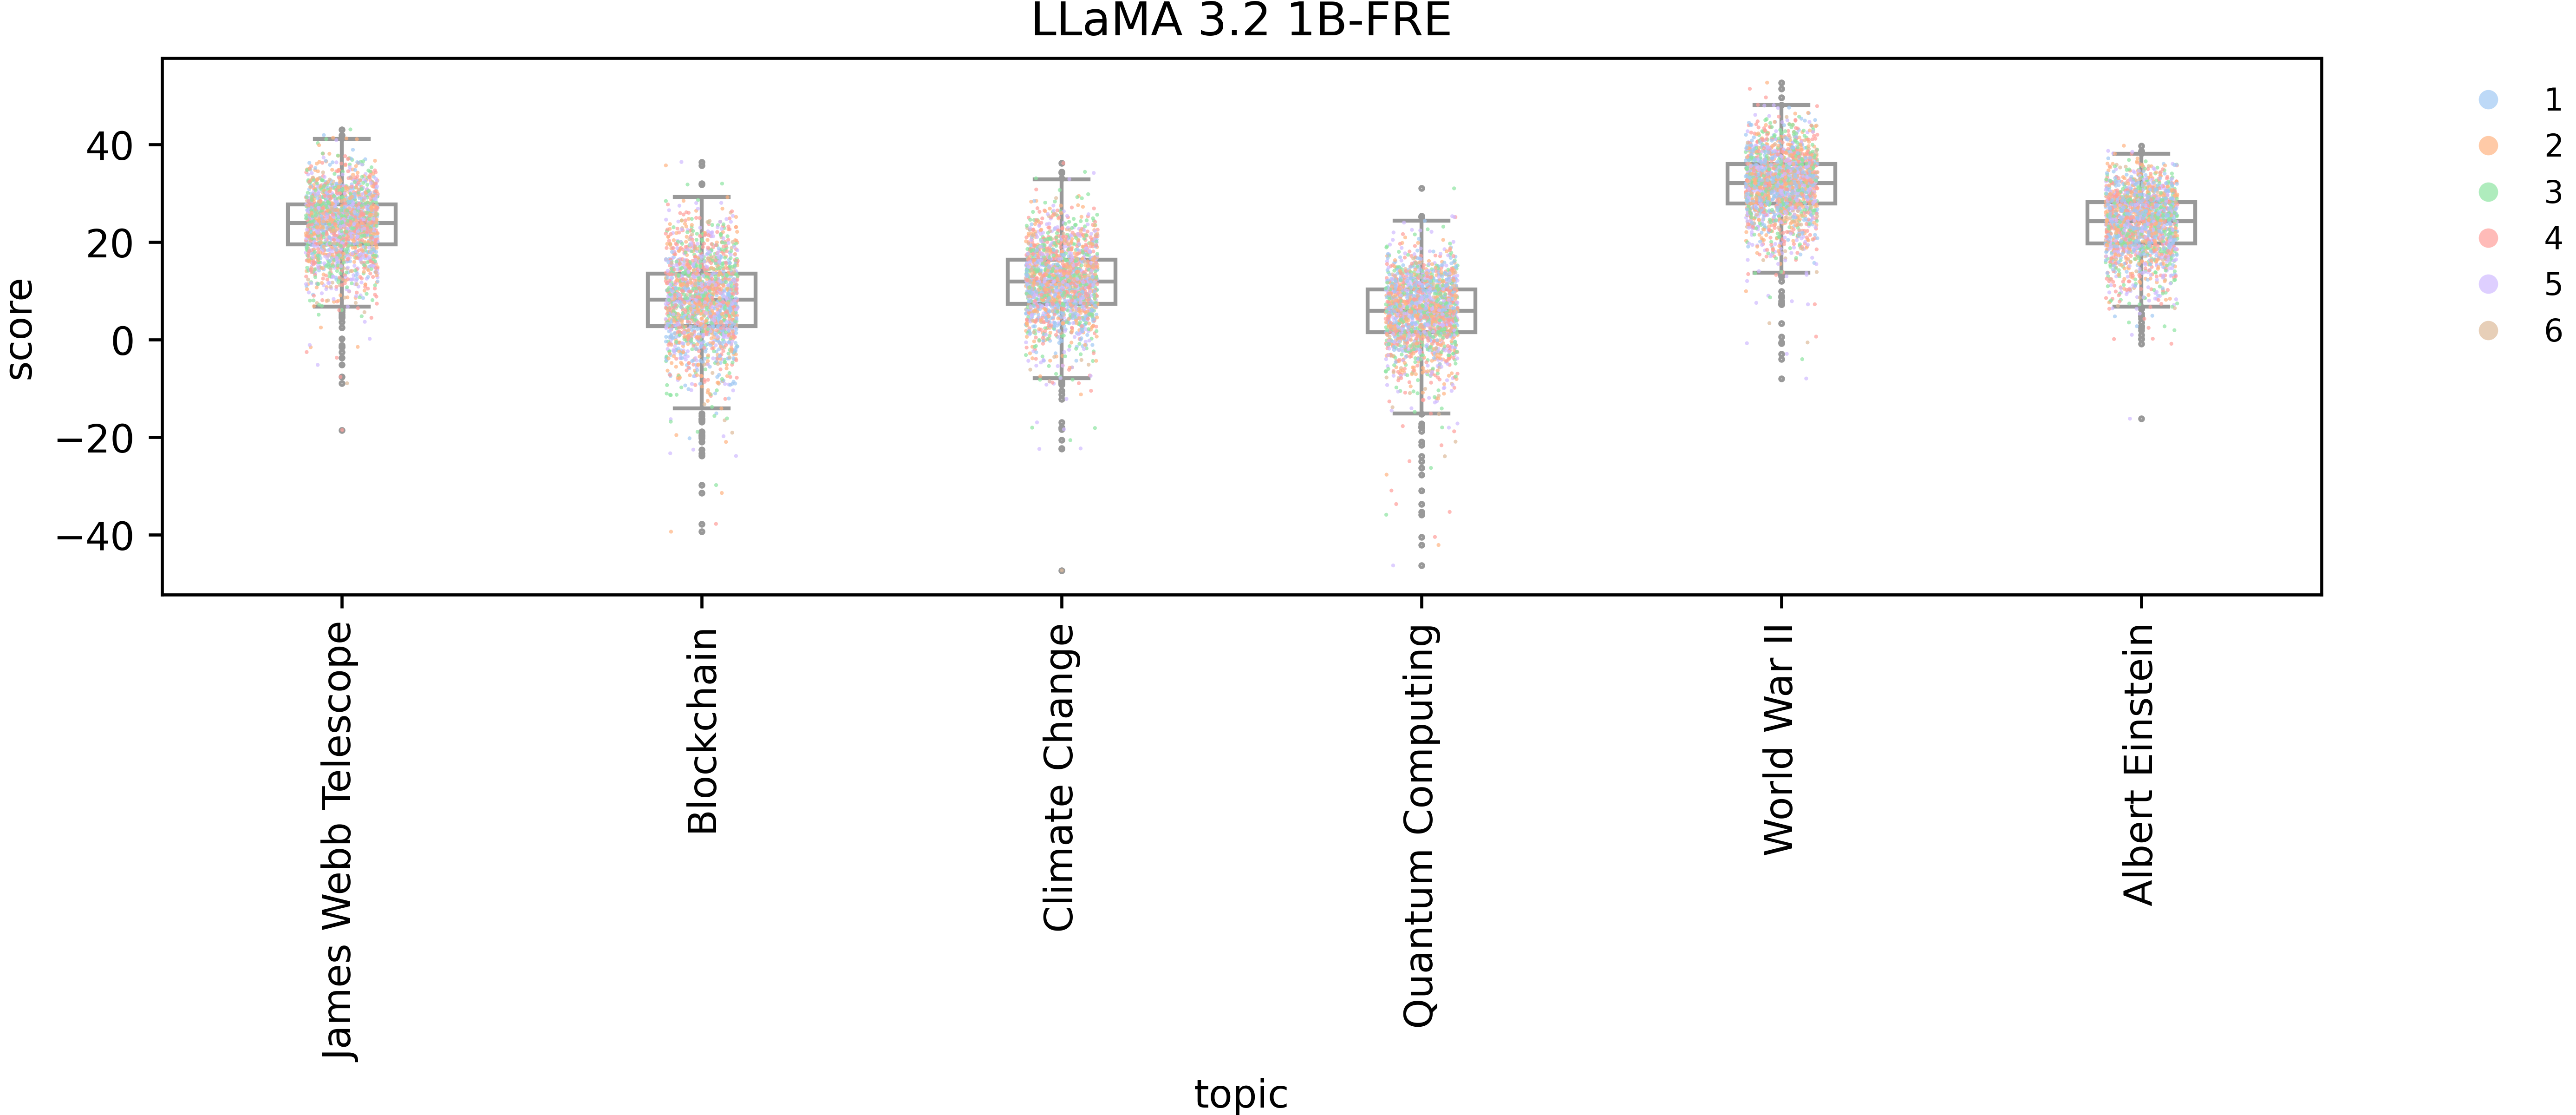 LLaMA 3.2 1B-FRE
score
40
20
0
−20
−40
James Webb Telescope
Blockchain
Climate Change
Quantum Computing
World War II
Albert Einstein
topic
1
2
3
4
5
6